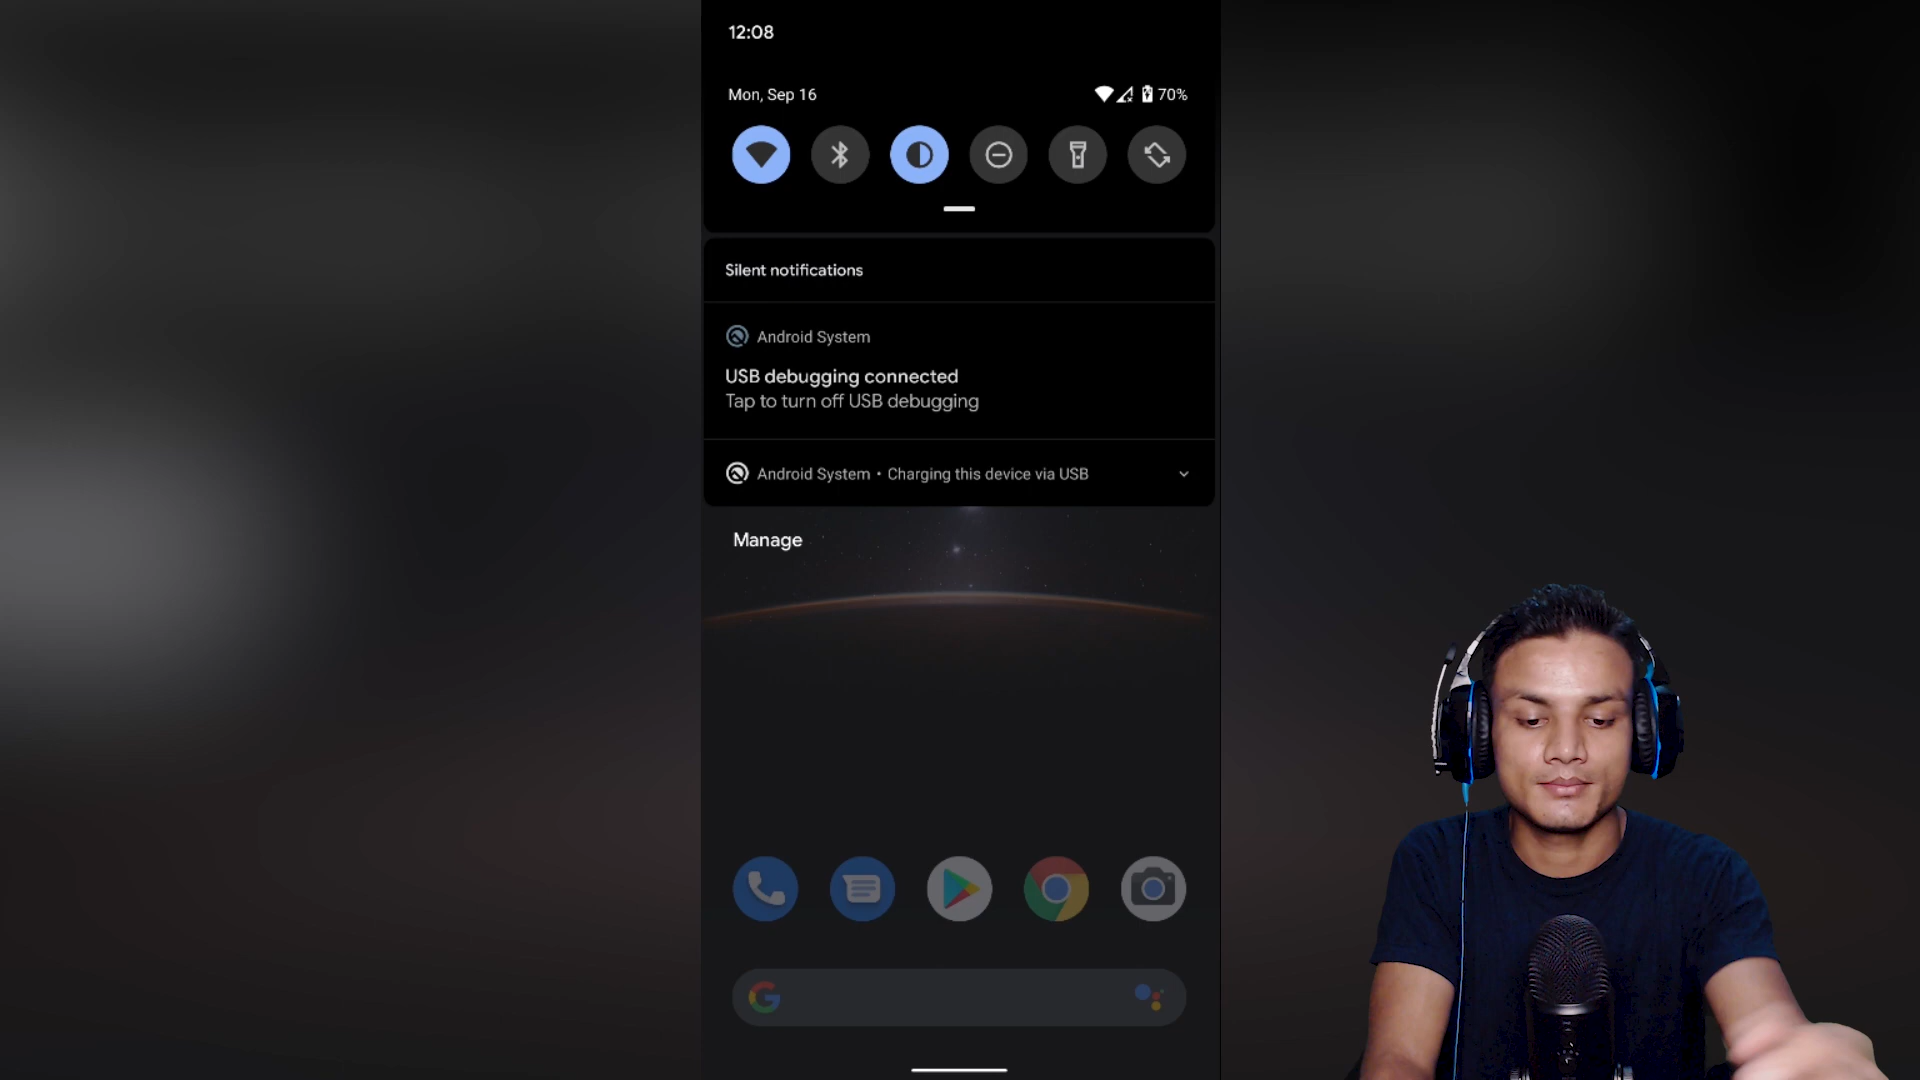 12:08
Mon, Sep 16
70%
Silent notifications
Android System
USB debugging connected
Tap to turn off USB debugging
Android System • Charging this device via USB
Manage